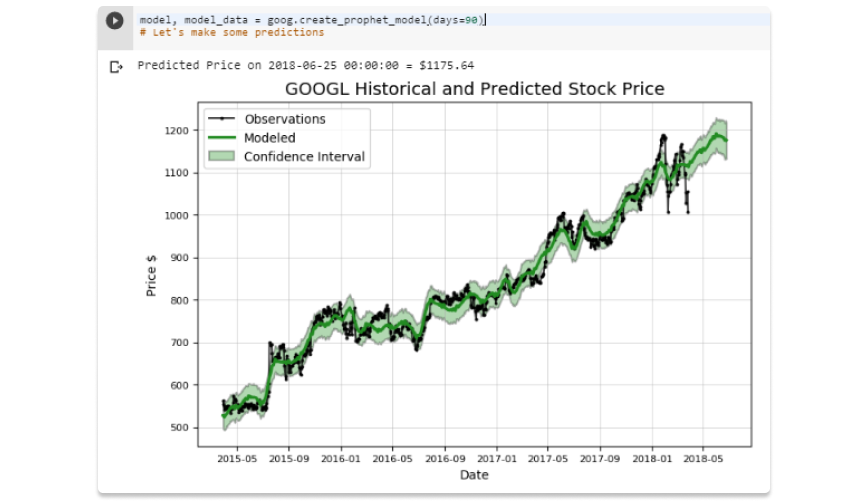 model, model_data = goog.create_prophet_model(days=90)
# Let's make some predictions
Predicted Price on 2018-06-25 00:00:00 = $1175.64
GOOGL Historical and Predicted Stock Price
Observations
Modeled
Confidence Interval
1200
1100
1000
900
800
700
600
500
Price $
2015-05 2015-09 2016-01 2016-05 2016-09 2017-01 2017-05 2017-09 2018-01 2018-05
Date